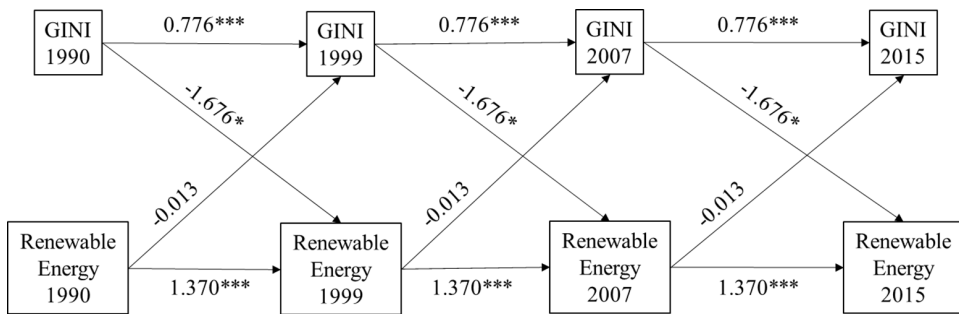 GINI
1990
0.776***
GINI
1999
0.776***
GINI
2007
0.776***
GINI
2015
-1.676*
-1.676*
-1.676*
-0.013
-0.013
-0.013
Renewable
Energy
1990
1.370***
Renewable
Energy
1999
1.370***
Renewable
Energy
2007
1.370***
Renewable
Energy
2015